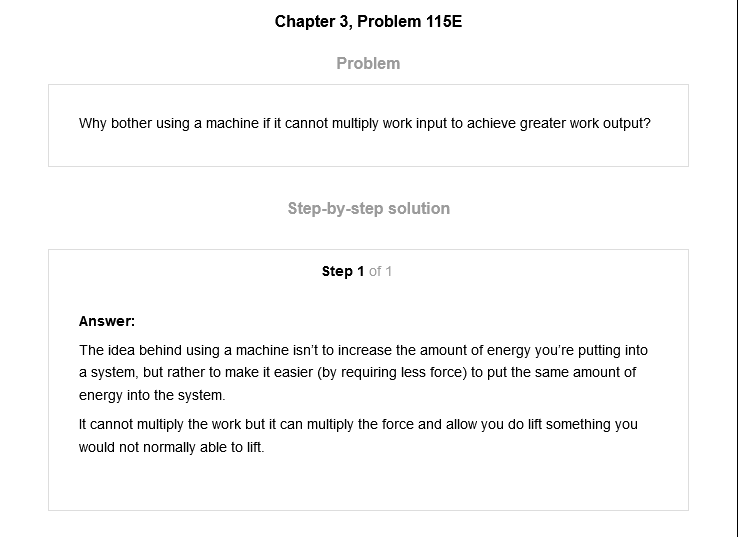 Chapter 3, Problem 115E
Problem
Why bother using a machine if it cannot multiply work input to achieve greater work output?
Step-by-step solution
Step 1 of 1
Answer:
The idea behind using a machine isn't to increase the amount of energy you're putting into
a system, but rather to make it easier (by requiring less force) to put the same amount of
energy into the system.
It cannot multiply the work but it can multiply the force and allow you do lift something you
would not normally able to lift.